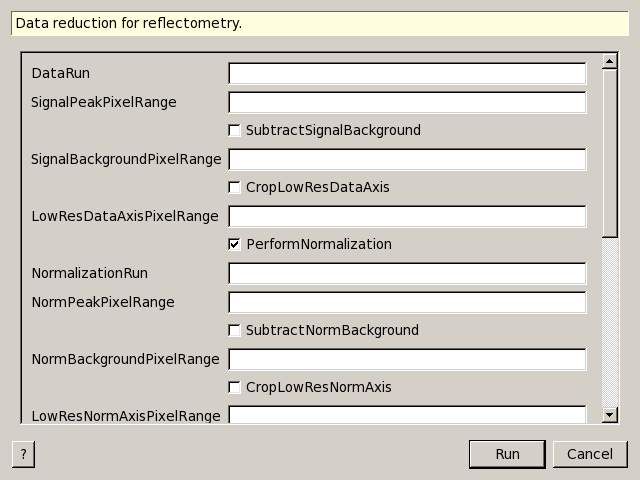 Data reduction for reflectometry.
DataRun
SignalPeakPixelRange
SubtractSignalBackground
SignalBackgroundPixelRange
CropLowResDataAxis
LowResDataAxisPixelRange
PerformNormalization
NormalizationRun
NormPeakPixelRange
SubtractNormBackground
NormBackgroundPixelRange
CropLowResNormAxis
LowResNormAxisPixelRange
? Run Cancel